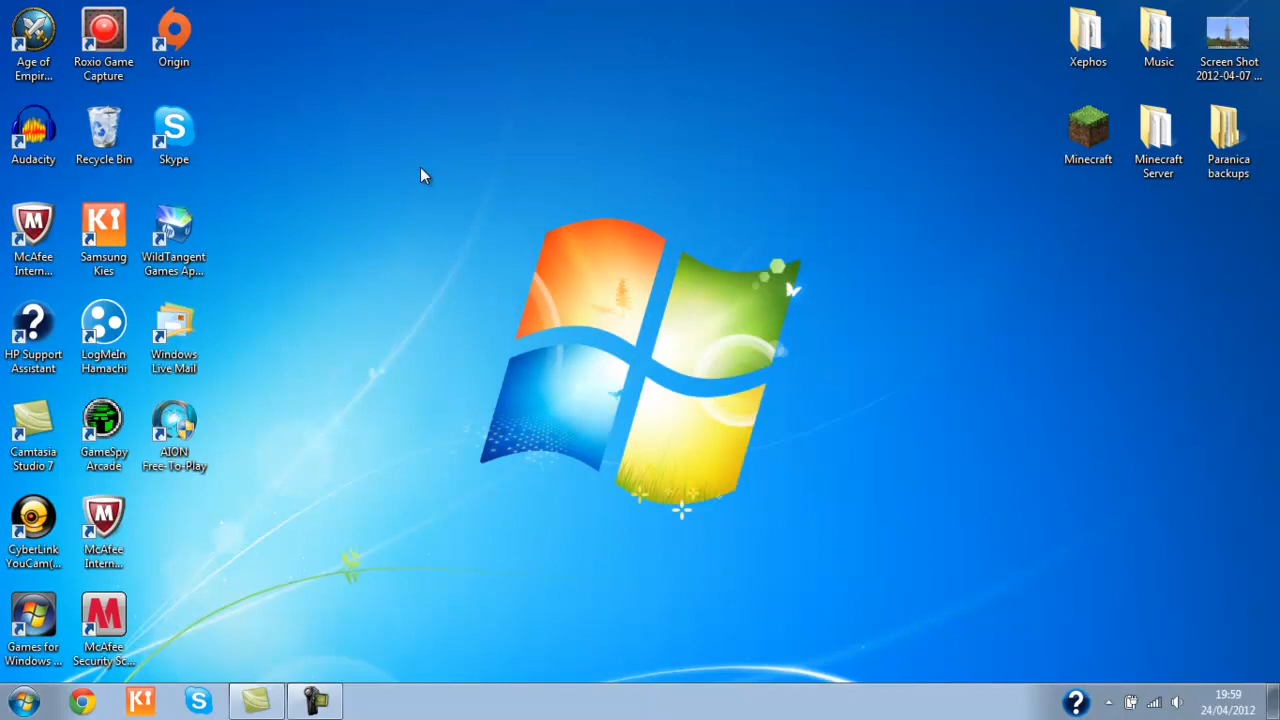 Age of
Empir...
Roxio Game
Capture
Origin
Xephos
Music
Screen Shot
2012-04-07 ...
Audacity
Recycle Bin
Skype
Minecraft
Minecraft
Server
Paranica
backups
McAfee
Intern...
Samsung
Kies
WildTangent
Games Ap...
HP Support
Assistant
LogMeIn
Hamachi
Windows
Live Mail
Camtasia
Studio 7
GameSpy
Arcade
AION
Free-To-Play
CyberLink
YouCam(...
McAfee
Intern...
Games for
Windows ...
McAfee
Security Sc...
19:59
24/04/2012